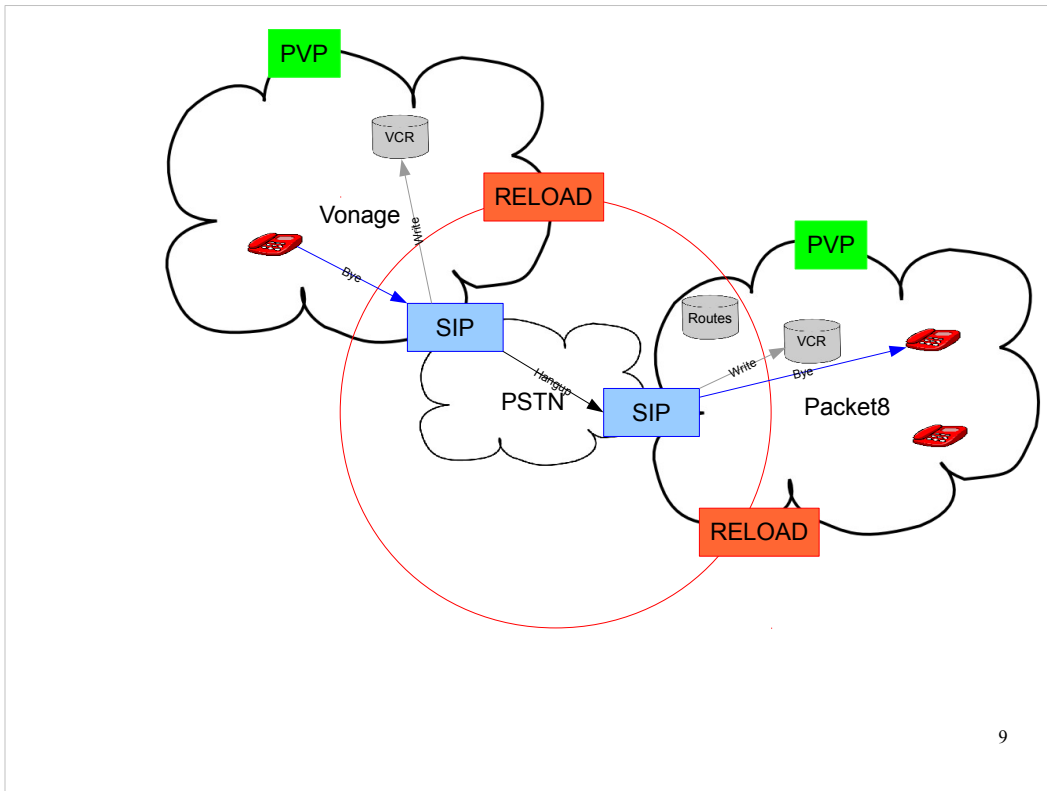 PVP
VCR
RELOAD
Vonage
Write
PVP
Bye
Routes
SIP
VCR
Write
Bye
Hangup
PSTN
SIP
Packet8
RELOAD
9